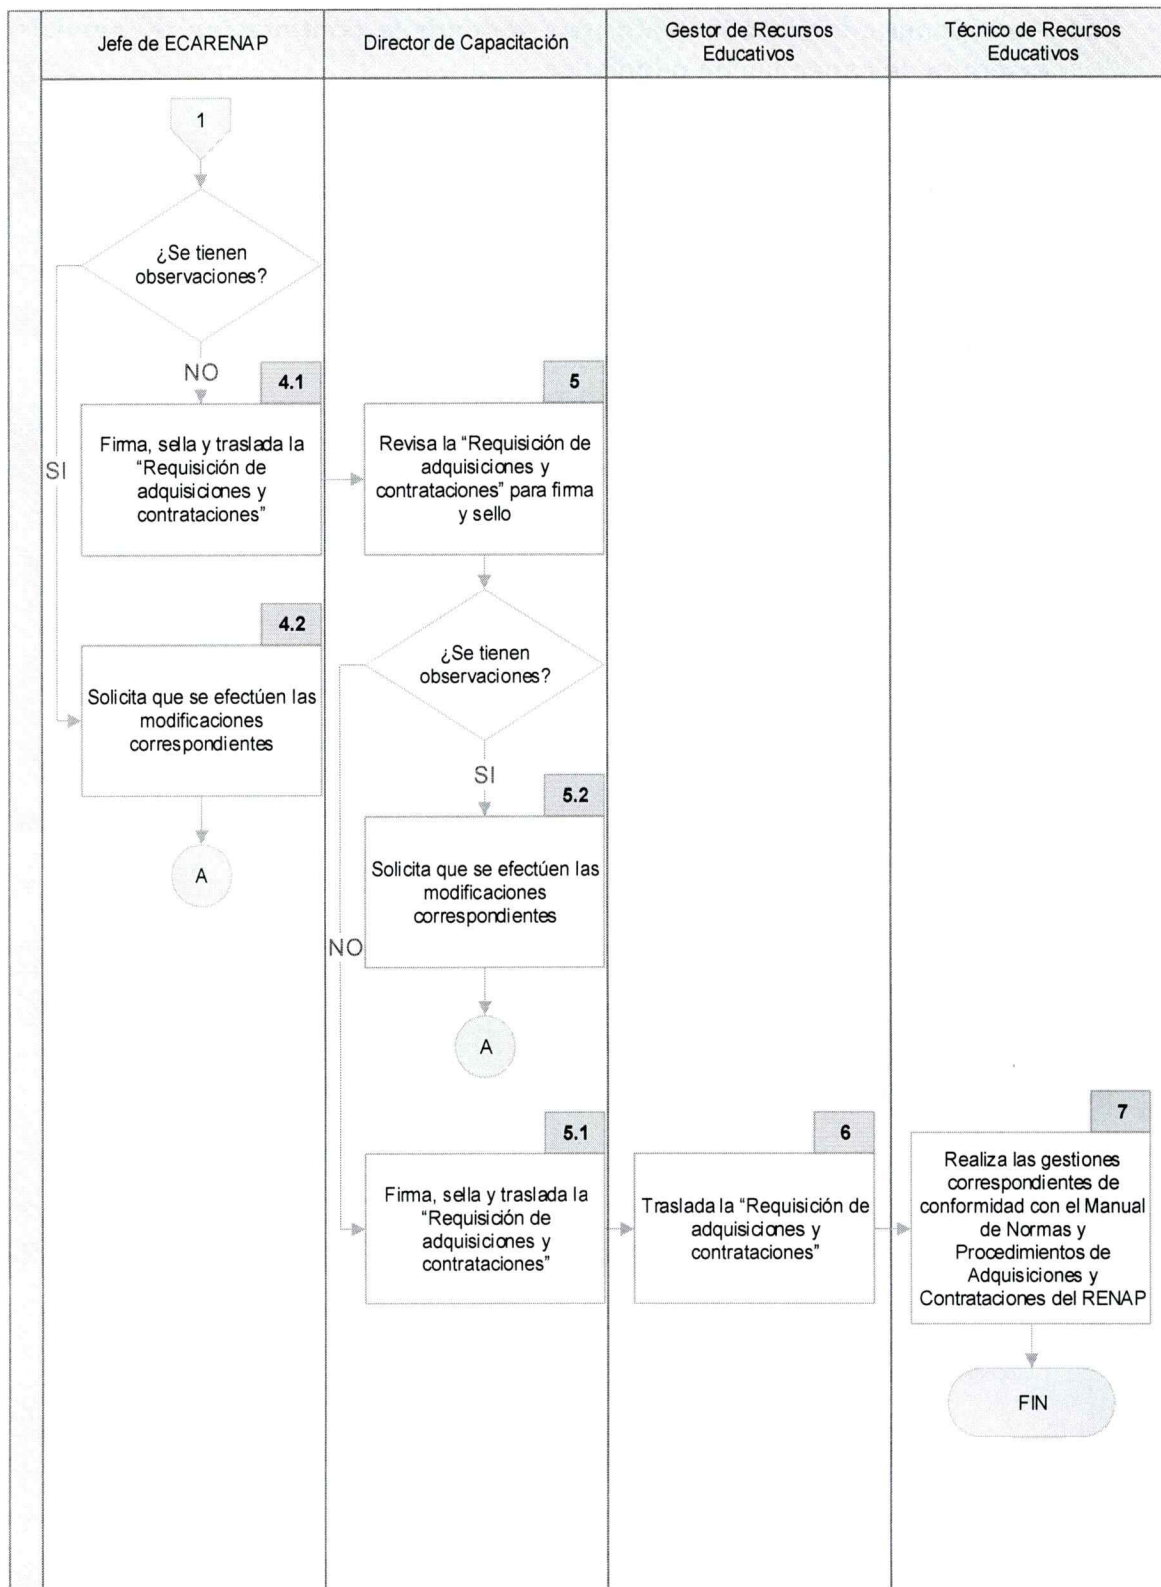 Jefe de ECARENAP
Director de Capacitación
Gestor de Recursos
Educativos
Técnico de Recursos
Educativos
1
¿Se tienen
observaciones?
NO
SI
4.1
Firma, sella y traslada la
“Requisición de
adquisiciones y
contrataciones”
5
Revisa la “Requisición de
adquisiciones y
contrataciones” para firma
y sello
4.2
Solicita que se efectúen las
modificaciones
correspondientes
A
¿Se tienen
observaciones?
SI
NO
5.2
Solicita que se efectúen las
modificaciones
correspondientes
A
5.1
Firma, sella y traslada la
“Requisición de
adquisiciones y
contrataciones”
6
Traslada la “Requisición de
adquisiciones y
contrataciones”
7
Realiza las gestiones
correspondientes de
conformidad con el Manual
de Normas y
Procedimientos de
Adquisiciones y
Contrataciones del RENAP
FIN